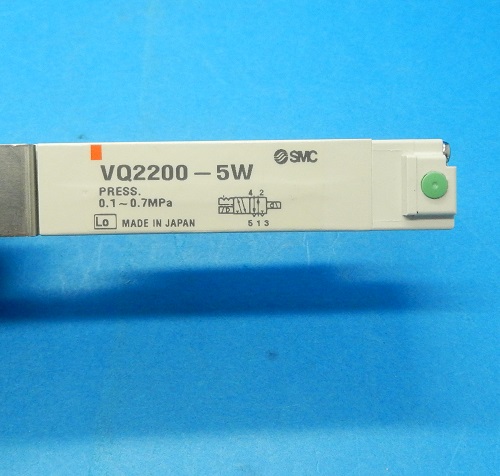 SMC
VQ2200-5W
PRESS.
0.1~0.7MPa
4 2
5 1 3
Lo MADE IN JAPAN